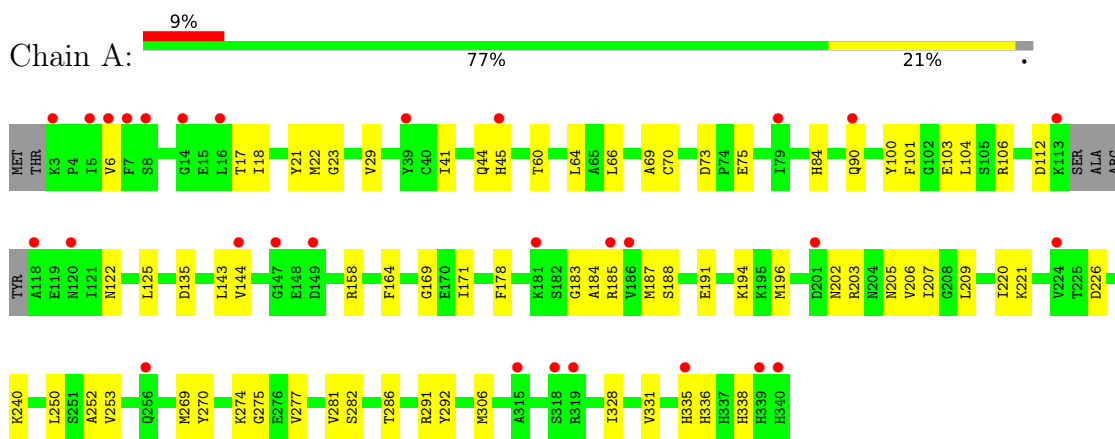 9%
Chain A:
77%
21%
•
MET THR K3 P4 I5 V6 F7 S8 G14 E15 L16 T17 I18 Y21 M22 G23 V29 Y39 C40 I41 Q44 H45 T60 L64 A65 L66 A69 C70 D73 P74 E75 I79 H84 Q90 Y100 F101 G102 E103 L104 S105 R106 D112 K113 SER ALA ARG
TYR A118 E119 N120 I121 N122 L125 D135 L143 V144 G147 E148 D149 R158 F164 G169 E170 I171 F178 K181 S182 G183 A184 R185 V186 M187 S188 E191 K194 K195 M196 D201 N202 R203 N204 N205 V206 I207 G208 L209 I220 K221 V224 T225 D226
K240 L250 S251 A252 V253 Q256 M269 Y270 K274 G275 E276 V277 V281 S282 T286 R291 Y292 M306 A315 S318 R319 I328 V331 H335 H336 H337 H338 H339 H340